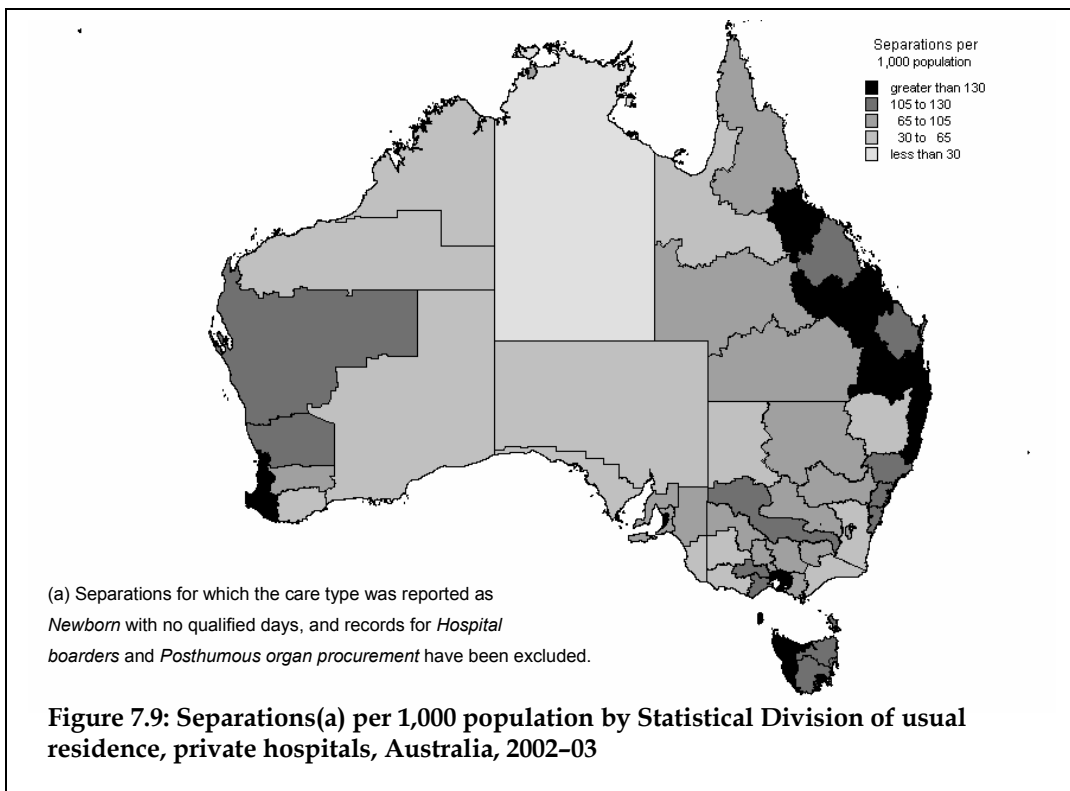 Separations per
1,000 population
greater than 130
105 to 130
65 to 105
30 to 65
less than 30
(a) Separations for which the care type was reported as
Newborn with no qualified days, and records for Hospital
boarders and Posthumous organ procurement have been excluded.
Figure 7.9: Separations(a) per 1,000 population by Statistical Division of usual
residence, private hospitals, Australia, 2002–03